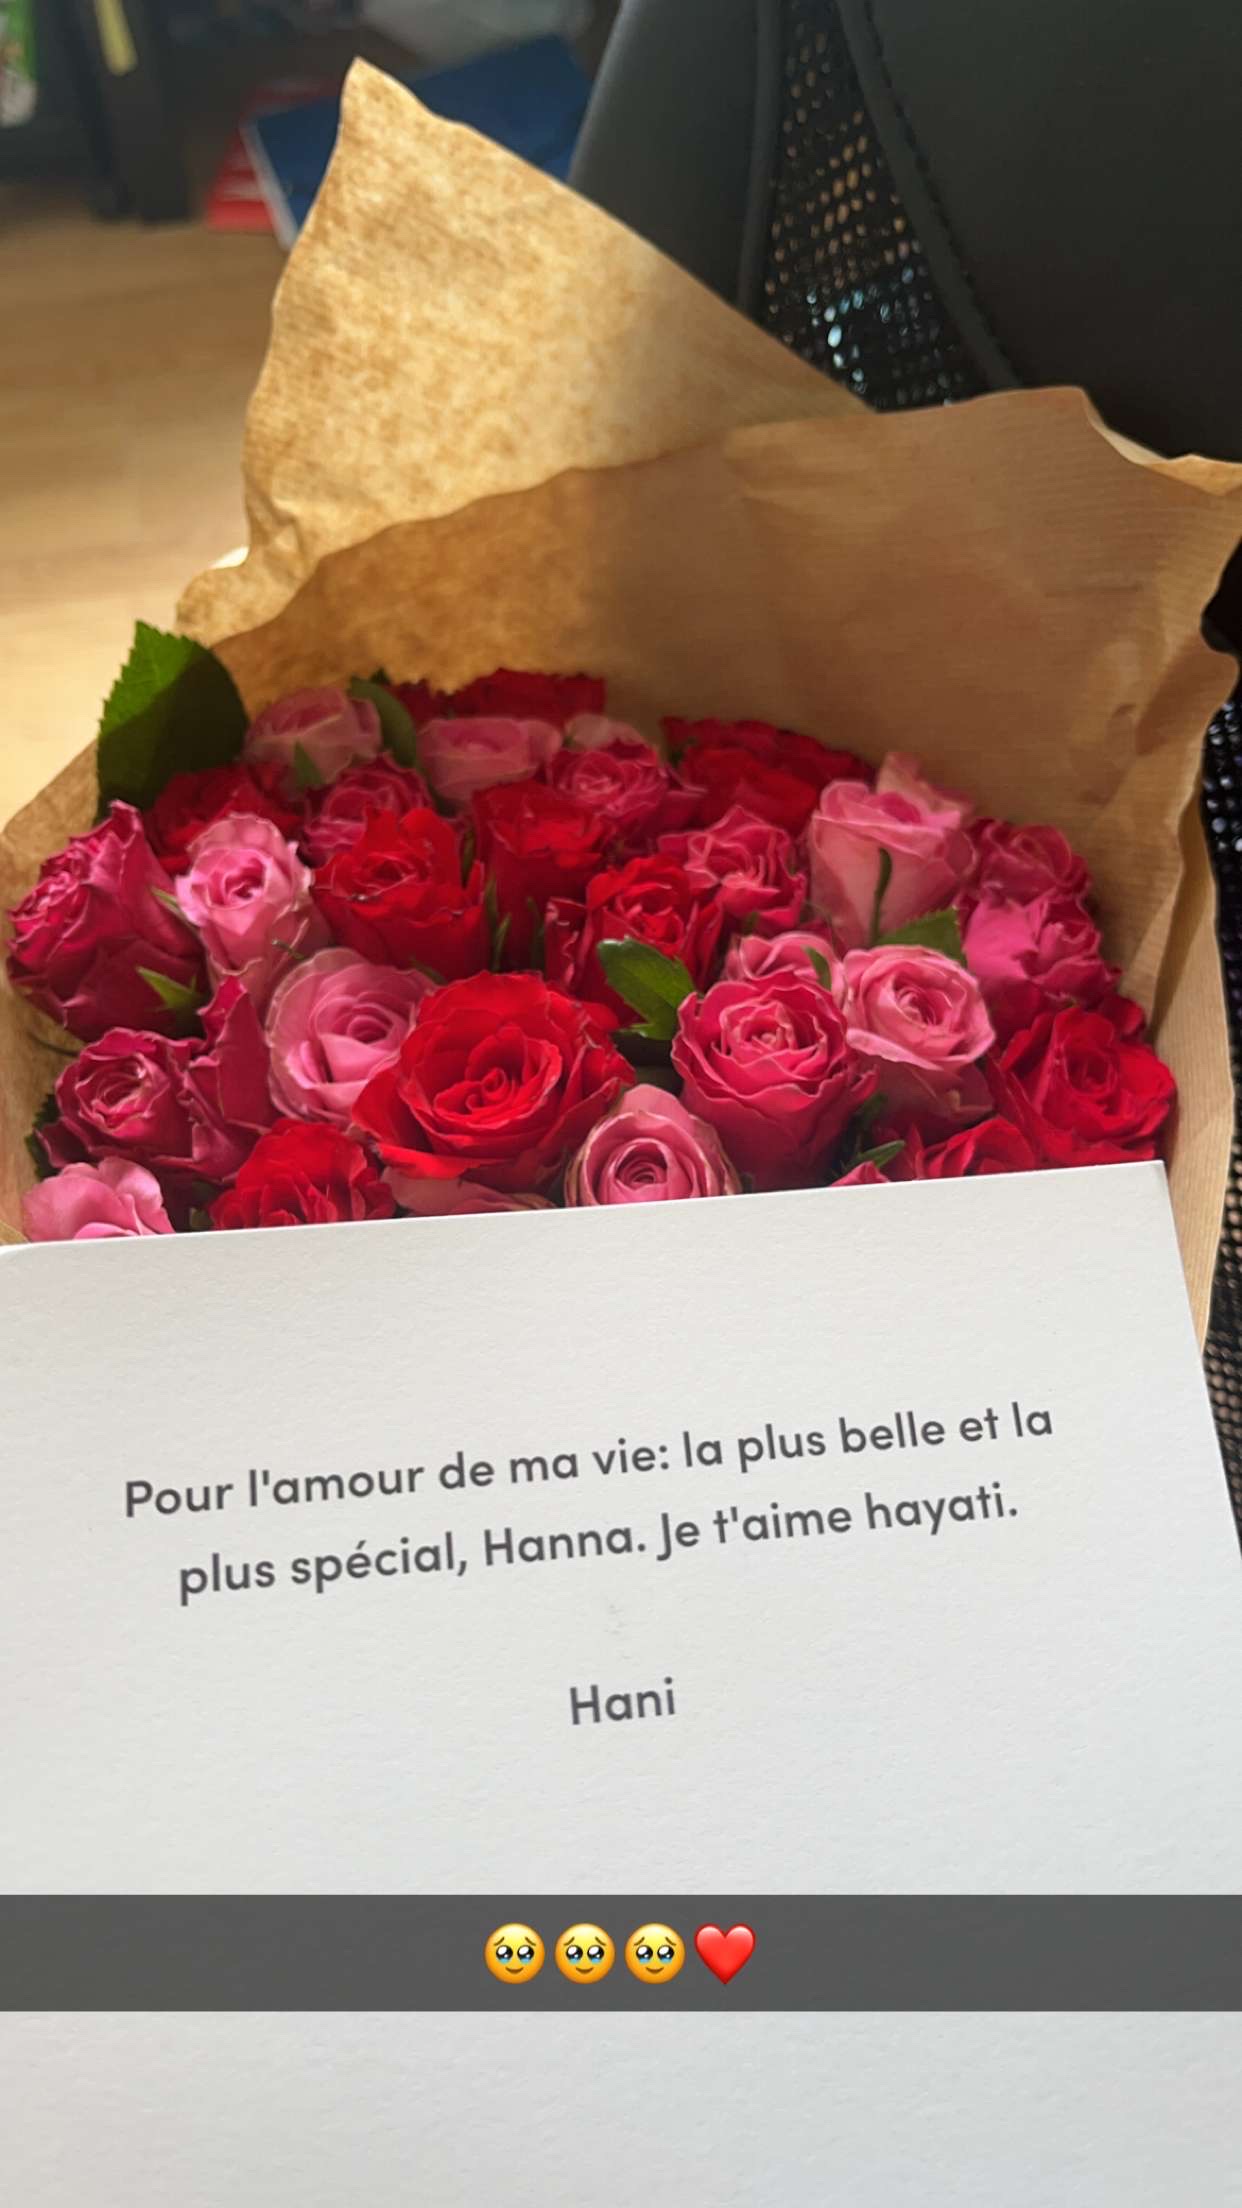 Pour l'amour de ma vie: la plus belle et la
plus spécial, Hanna. Je t'aime hayati.
Hani
🥹🥹🥹❤️